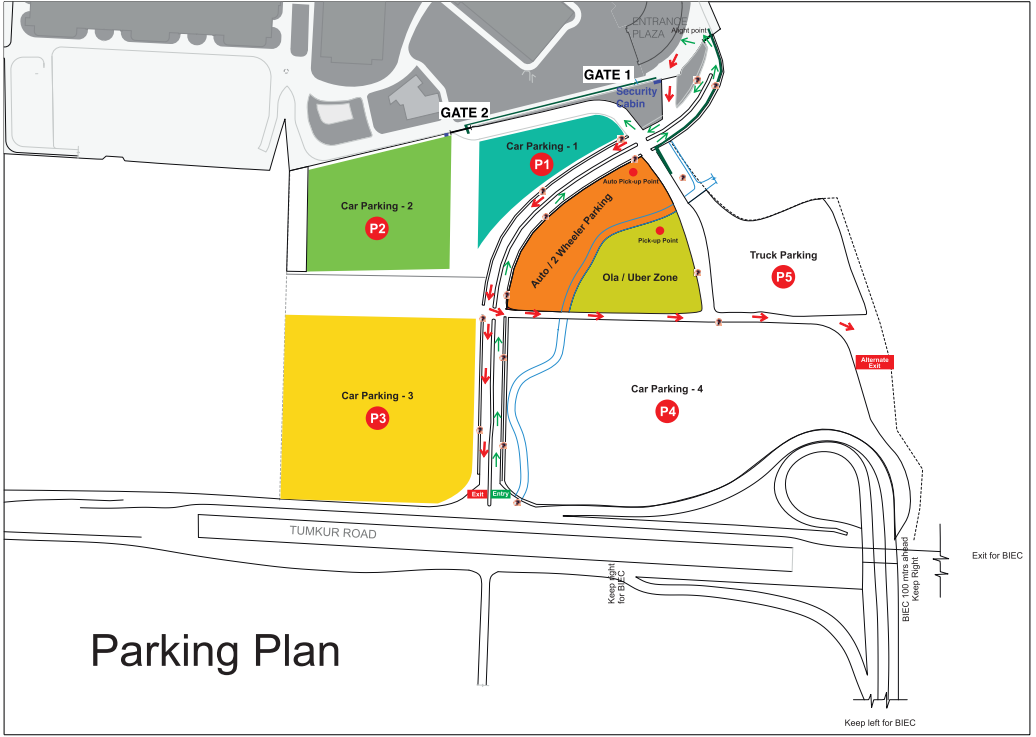 ENTRANCE
PLAZA
Alight point
GATE 1
Security
Cabin
GATE 2
Car Parking - 1
P1
Car Parking - 2
P2
Auto Pick-up Point
Auto / 2 Wheeler Parking
Pick-up Point
Ola / Uber Zone
Truck Parking
P5
Alternate
Exit
Car Parking - 3
P3
Car Parking - 4
P4
Exit
Entry
TUMKUR ROAD
Keep right
for BIEC
BIEC 100 mtrs ahead
Keep Right
Exit for BIEC
Parking Plan
Keep left for BIEC